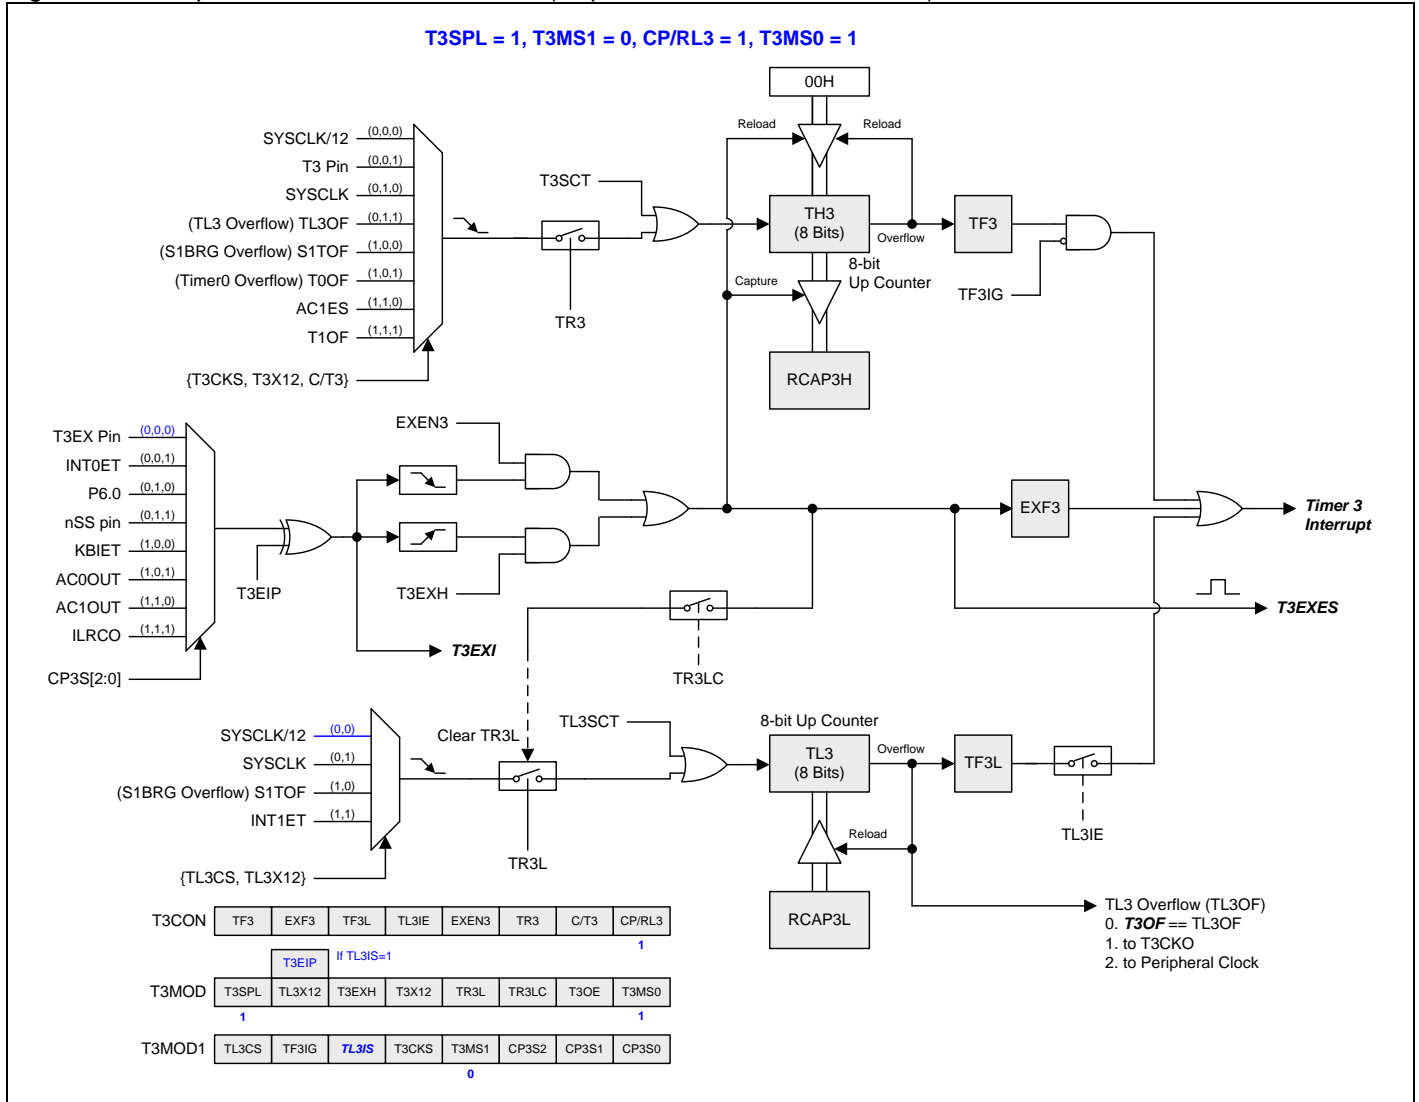 T3SPL = 1, T3MS1 = 0, CP/RL3 = 1, T3MS0 = 1
00H
Reload
Reload
SYSCLK/12 (0,0,0)
T3 Pin (0,0,1)
SYSCLK (0,1,0)
(TL3 Overflow) TL3OF (0,1,1)
(S1BRG Overflow) S1TOF (1,0,0)
(Timer0 Overflow) T0OF (1,0,1)
AC1ES (1,1,0)
T1OF (1,1,1)
{T3CKS, T3X12, C/T3}
TR3
T3SCT
TH3
(8 Bits)
Overflow
8-bit
Up Counter
TF3
TF3IG
Capture
RCAP3H
EXEN3
T3EX Pin (0,0,0)
INT0ET (0,0,1)
P6.0 (0,1,0)
nSS pin (0,1,1)
KBIET (1,0,0)
AC0OUT (1,0,1)
AC1OUT (1,1,0)
ILRCO (1,1,1)
CP3S[2:0]
T3EIP
T3EXH
T3EXI
EXF3
Timer 3
Interrupt
T3EXES
TR3LC
SYSCLK/12 (0,0)
SYSCLK (0,1)
(S1BRG Overflow) S1TOF (1,0)
INT1ET (1,1)
{TL3CS, TL3X12}
Clear TR3L
TR3L
TL3SCT
8-bit Up Counter
TL3
(8 Bits)
Overflow
TF3L
TL3IE
Reload
RCAP3L
TL3 Overflow (TL3OF)
0. T3OF == TL3OF
1. to T3CKO
2. to Peripheral Clock
T3CON TF3 EXF3 TF3L TL3IE EXEN3 TR3 C/T3 CP/RL3
1
T3EIP If TL3IS=1
T3MOD T3SPL TL3X12 T3EXH T3X12 TR3L TR3LC T3OE T3MS0
1 1
T3MOD1 TL3CS TF3IG TL3IS T3CKS T3MS1 CP3S2 CP3S1 CP3S0
0